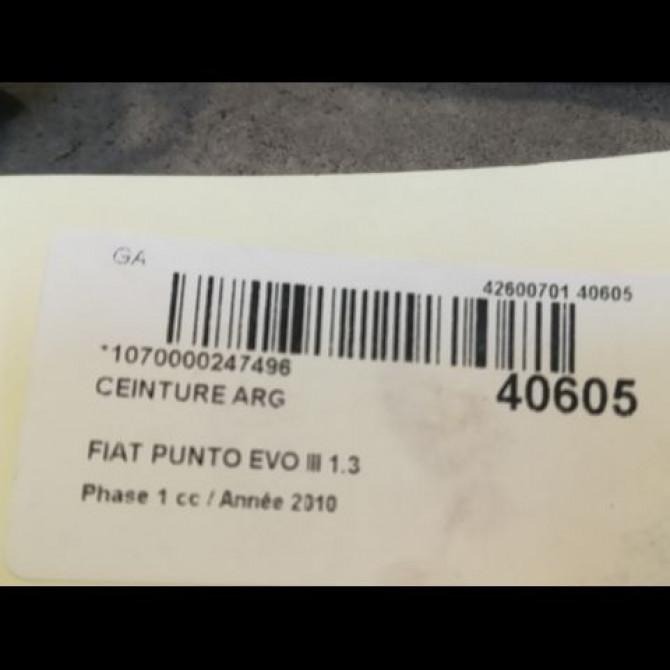 GA
42600701 40605
*1070000247496
40605
CEINTURE ARG
FIAT PUNTO EVO III 1.3
Phase 1 cc / Année 2010